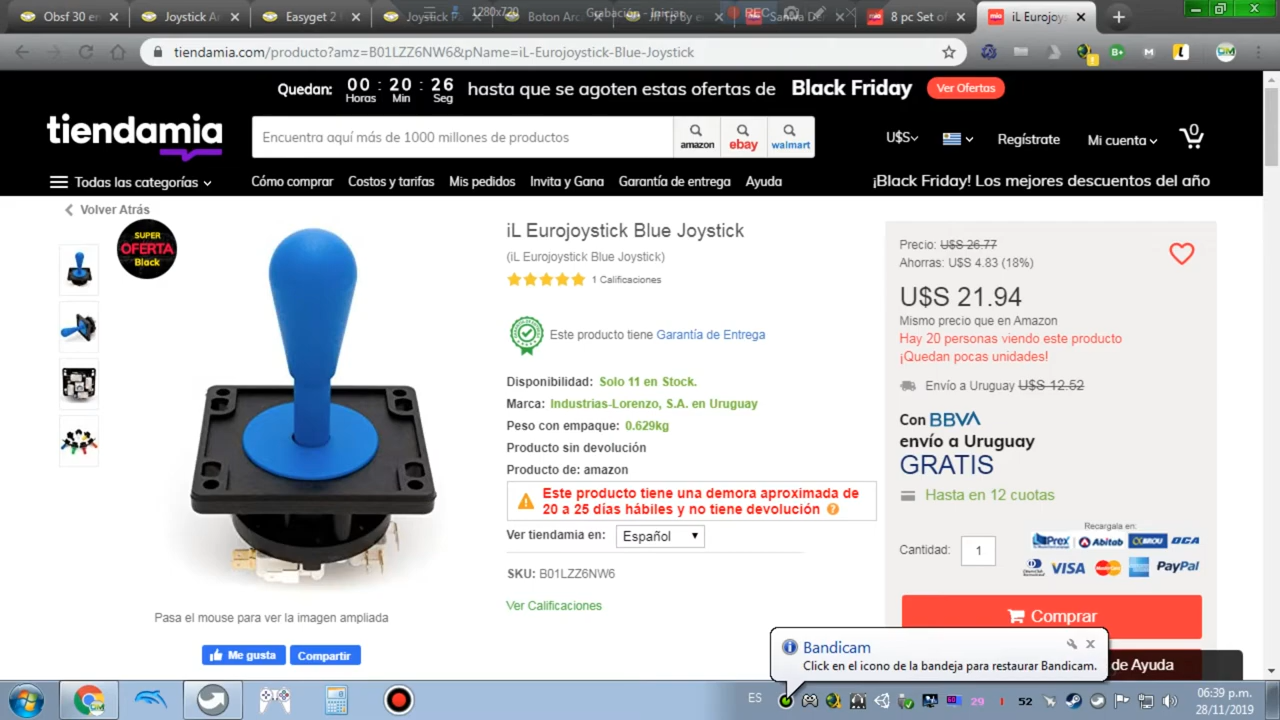 Obsf 30 en
Joystick Ar
Easyget 2 P
Joystick P
Boton Arc
Sanwa De
8 pc Set of
iL Eurojoys
1280x720
Grabación - Iniciar
REC
tiendamia.com/producto?amz=B01LZZ6NW6&pName=iL-Eurojoystick-Blue-Joystick
Quedan: 00 : 20 : 26 hasta que se agoten estas ofertas de Black Friday Ver Ofertas
Horas Min Seg
tiendamia
Encuentra aquí más de 1000 millones de productos
amazon ebay walmart
U$S
Regístrate
Mi cuenta
0
Todas las categorías
Cómo comprar Costos y tarifas Mis pedidos Invita y Gana Garantía de entrega Ayuda
¡Black Friday! Los mejores descuentos del año
Volver Atrás
SUPER
OFERTA
Black
Pasa el mouse para ver la imagen ampliada
Me gusta
Compartir
iL Eurojoystick Blue Joystick
(iL Eurojoystick Blue Joystick)
1 Calificaciones
Este producto tiene Garantía de Entrega
Disponibilidad: Solo 11 en Stock.
Marca: Industrias-Lorenzo, S.A. en Uruguay
Peso con empaque: 0.629kg
Producto sin devolución
Producto de: amazon
Este producto tiene una demora aproximada de
20 a 25 días hábiles y no tiene devolución ?
Ver tiendamia en: Español
SKU: B01LZZ6NW6
Ver Calificaciones
Precio: U$S 26.77
Ahorras: U$S 4.83 (18%)
U$S 21.94
Mismo precio que en Amazon
Hay 20 personas viendo este producto
¡Quedan pocas unidades!
Envío a Uruguay U$S 12.52
Con BBVA
envío a Uruguay
GRATIS
Hasta en 12 cuotas
Recargala en:
Prex Abitab BROU OCA
Cantidad: 1
VISA MasterCard PayPal
Comprar
de Ayuda
Bandicam
Click en el icono de la bandeja para restaurar Bandicam.
ES
29
52
06:39 p.m.
28/11/2019